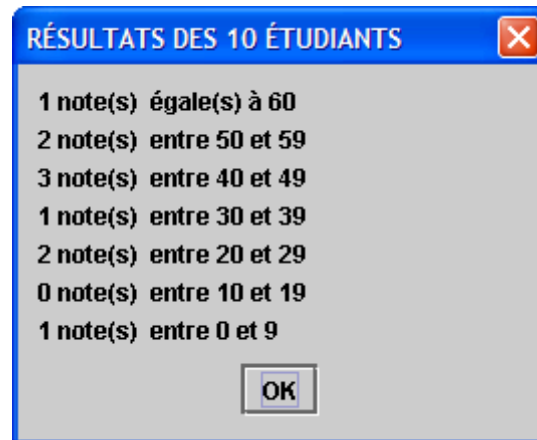 RÉSULTATS DES 10 ÉTUDIANTS
1 note(s) égale(s) à 60
2 note(s) entre 50 et 59
3 note(s) entre 40 et 49
1 note(s) entre 30 et 39
2 note(s) entre 20 et 29
0 note(s) entre 10 et 19
1 note(s) entre 0 et 9
OK